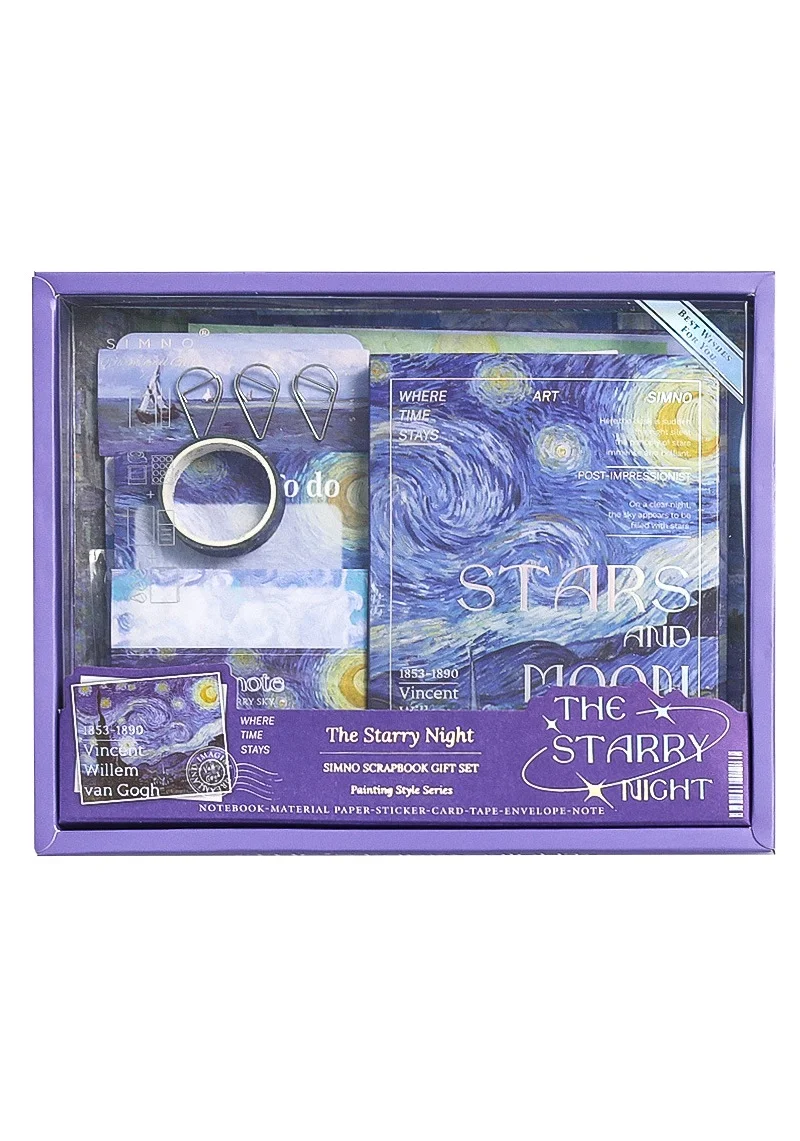 SIMNO®
BEST WISHES
FOR YOU
WHERE
TIME
STAYS
ART
SIMNO
POST-IMPRESSIONIST
On a clear night,
the sky appears to be
filled with stars
STARS
AND
MOON
1853-1890
Vincent
o do
note
RRY SKY
WHERE
TIME
STAYS
1853-1890
Vincent
Willem
van Gogh
The Starry Night
SIMNO SCRAPBOOK GIFT SET
Painting Style Series
NOTEBOOK-MATERIAL PAPER-STICKER-CARD-TAPE-ENVELOPE-NOTE
THE
STARRY
NIGHT